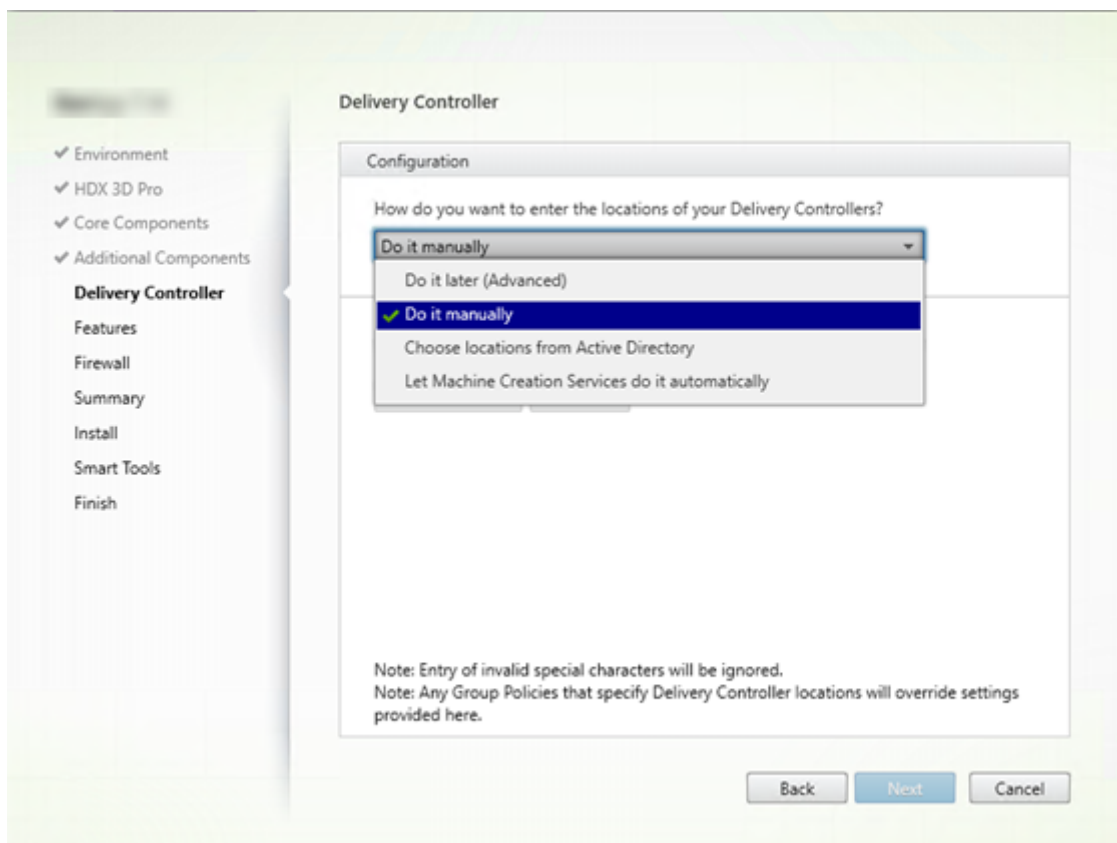 Delivery Controller
Environment
HDX 3D Pro
Core Components
Additional Components
Delivery Controller
Features
Firewall
Summary
Install
Smart Tools
Finish
Configuration
How do you want to enter the locations of your Delivery Controllers?
Do it manually
Do it later (Advanced)
Do it manually
Choose locations from Active Directory
Let Machine Creation Services do it automatically
Note: Entry of invalid special characters will be ignored.
Note: Any Group Policies that specify Delivery Controller locations will override settings
provided here.
Back
Next
Cancel